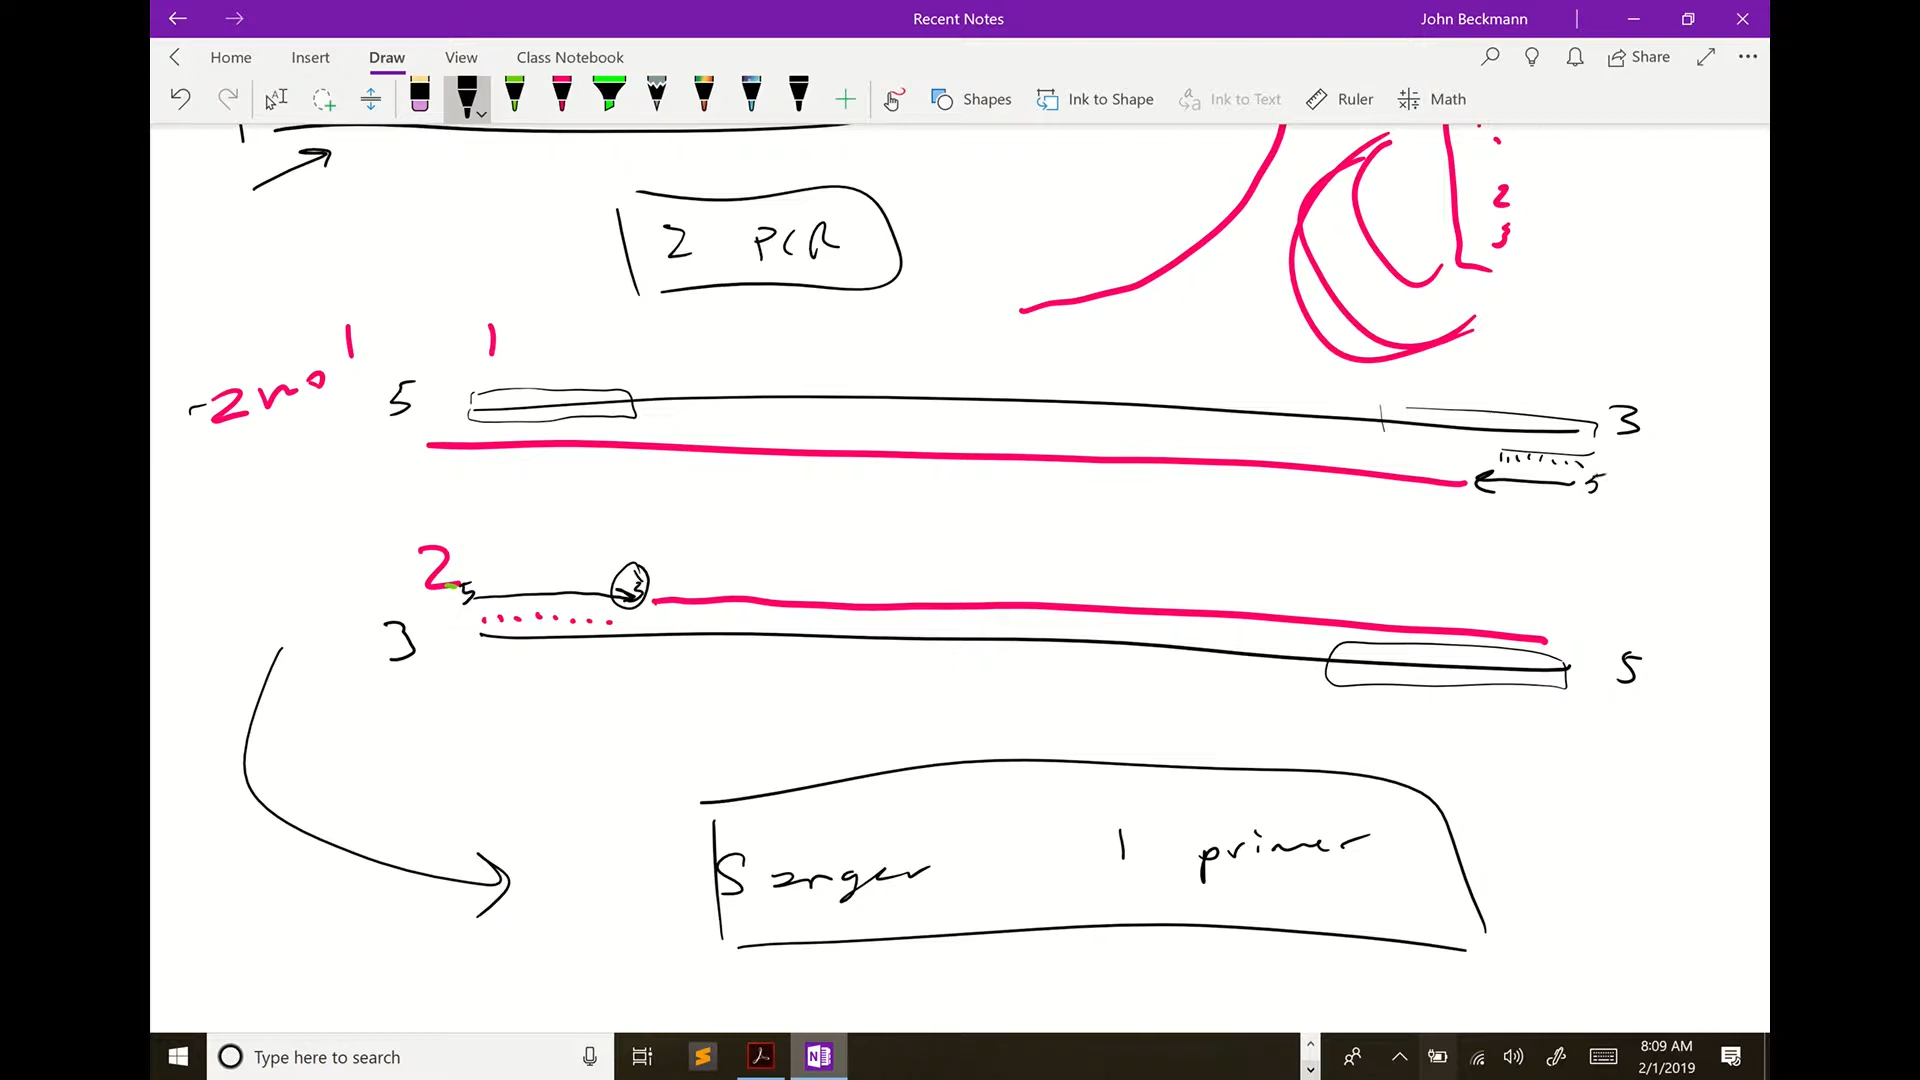 Recent Notes
John Beckmann
Home Insert Draw View Class Notebook
Share
Shapes Ink to Shape Ink to Text Ruler Math
2
2 PCR
1 1
5 3
5
2
5 3
3 5
Sanger 1 primer
Type here to search
8:09 AM
2/1/2019